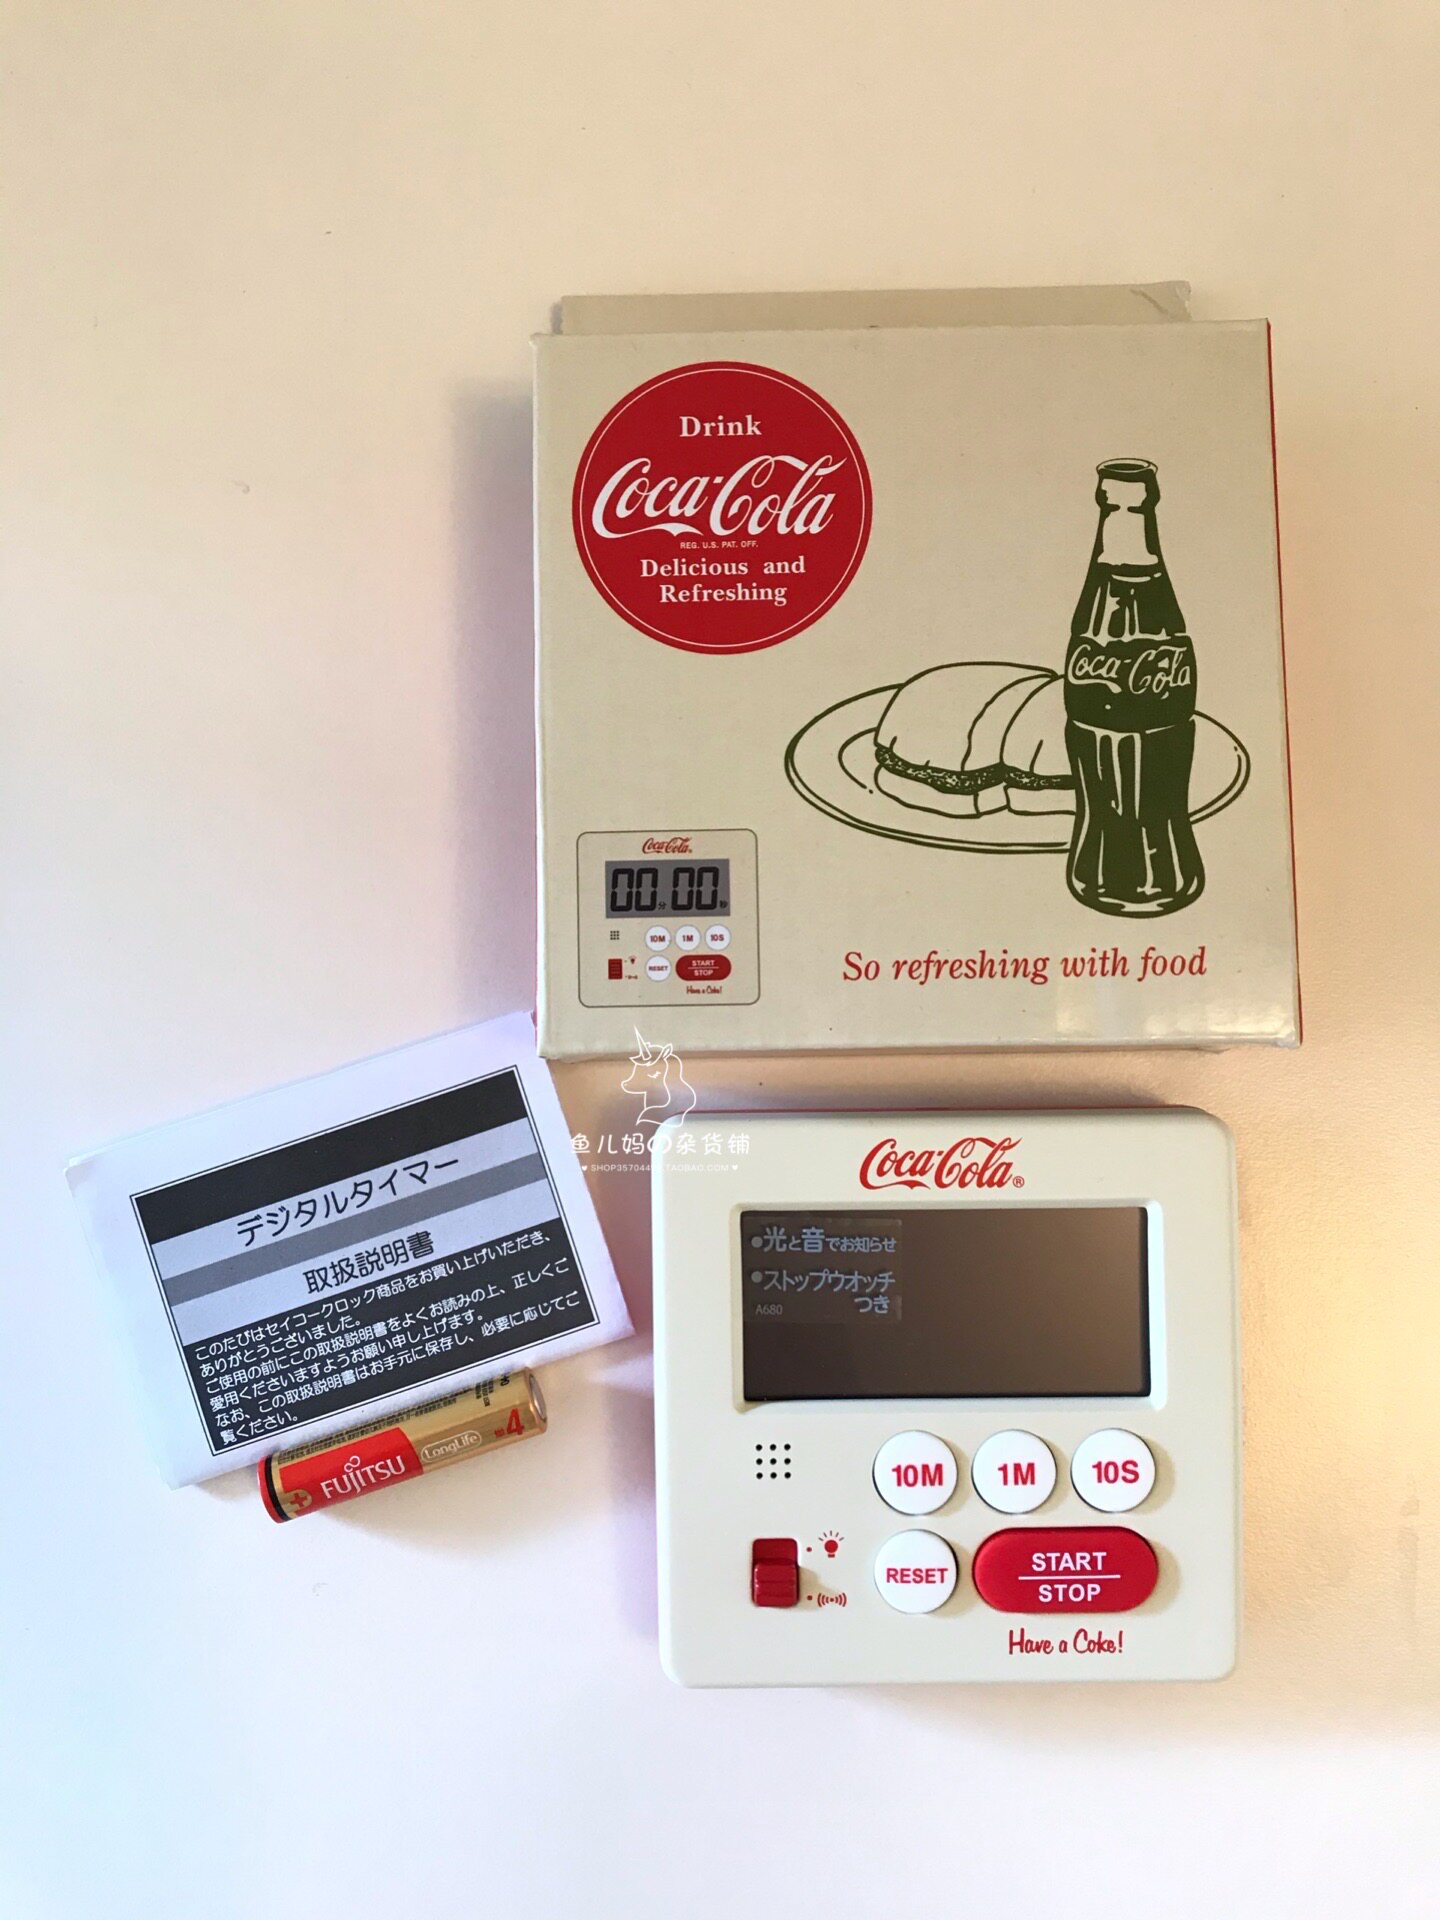 Drink
Coca-Cola
REG. U.S. PAT. OFF.
Delicious and
Refreshing
Coca-Cola
Coca-Cola
00分00秒
10M 1M 10S
RESET START
STOP
Have a Coke!
So refreshing with food
鱼儿妈の杂货铺
デジタルタイマー
取扱説明書
このたびはセイコークロック商品をお買い上げいただき、
ありがとうございました。
ご使用の前にこの取扱説明書をよくお読みの上、正しくご
愛用くださいますようお願い申し上げます。
なお、この取扱説明書はお手元に保存し、必要に応じてご
覧ください。
FUJITSU
LongLife
4
Coca-Cola®
●光と音でお知らせ
●ストップウオッチ
つき
A680
10M 1M 10S
RESET START
STOP
Have a Coke!